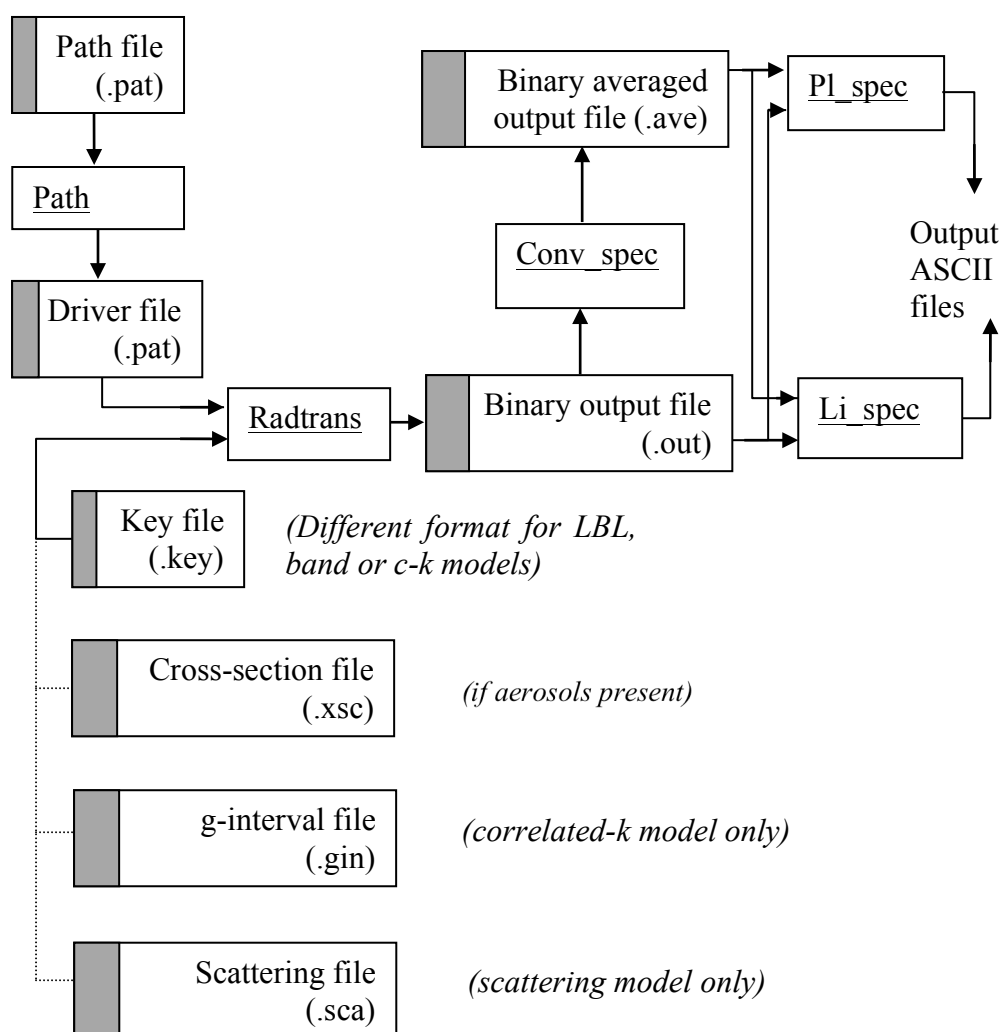 Path file
(.pat)
Path
Driver file
(.pat)
Binary averaged
output file (.ave)
Pl_spec
Conv_spec
Output
ASCII
files
Radtrans
Binary output file
(.out)
Li_spec
Key file
(.key)
(Different format for LBL,
band or c-k models)
Cross-section file
(.xsc)
(if aerosols present)
g-interval file
(.gin)
(correlated-k model only)
Scattering file
(.sca)
(scattering model only)